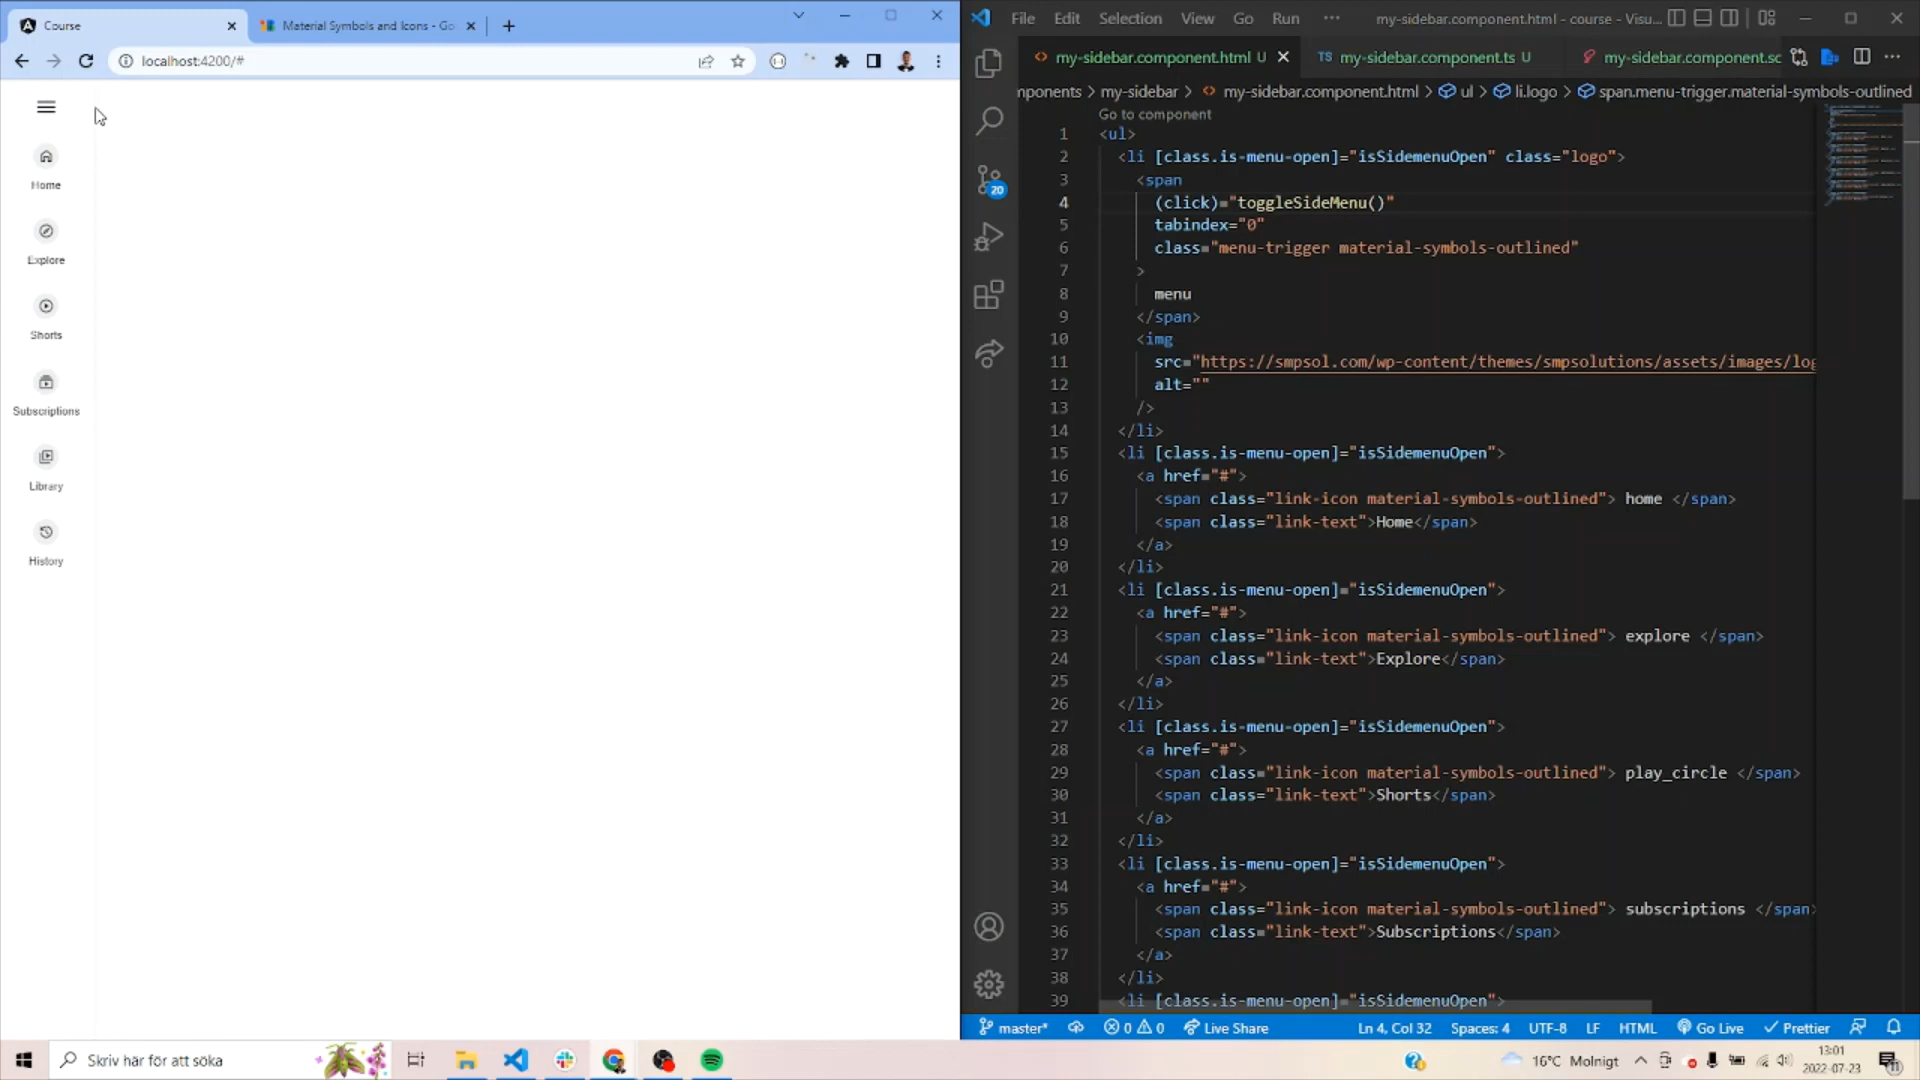 Course
Material Symbols and Icons - Go
localhost:4200/#
Home
Explore
Shorts
Subscriptions
Library
History
File Edit Selection View Go Run ··· my-sidebar.component.html - course - Visu...
my-sidebar.component.html U
TS my-sidebar.component.ts U
my-sidebar.component.sc
mponents > my-sidebar > my-sidebar.component.html > ul > li.logo > span.menu-trigger.material-symbols-outlined
20
Go to component
1 <ul>
2 <li [class.is-menu-open]="isSidemenuOpen" class="logo">
3 <span
4 (click)="toggleSideMenu()"
5 tabindex="0"
6 class="menu-trigger material-symbols-outlined"
7 >
8 menu
9 </span>
10 <img
11 src="https://smpsol.com/wp-content/themes/smpsolutions/assets/images/log
12 alt=""
13 />
14 </li>
15 <li [class.is-menu-open]="isSidemenuOpen">
16 <a href="#">
17 <span class="link-icon material-symbols-outlined"> home </span>
18 <span class="link-text">Home</span>
19 </a>
20 </li>
21 <li [class.is-menu-open]="isSidemenuOpen">
22 <a href="#">
23 <span class="link-icon material-symbols-outlined"> explore </span>
24 <span class="link-text">Explore</span>
25 </a>
26 </li>
27 <li [class.is-menu-open]="isSidemenuOpen">
28 <a href="#">
29 <span class="link-icon material-symbols-outlined"> play_circle </span>
30 <span class="link-text">Shorts</span>
31 </a>
32 </li>
33 <li [class.is-menu-open]="isSidemenuOpen">
34 <a href="#">
35 <span class="link-icon material-symbols-outlined"> subscriptions </span>
36 <span class="link-text">Subscriptions</span>
37 </a>
38 </li>
39 <li [class.is-menu-open]="isSidemenuOpen">
master* 0 0 Live Share Ln 4, Col 32 Spaces: 4 UTF-8 LF HTML Go Live Prettier
Skriv här för att söka
16°C Molnigt
13:01
2022-07-23